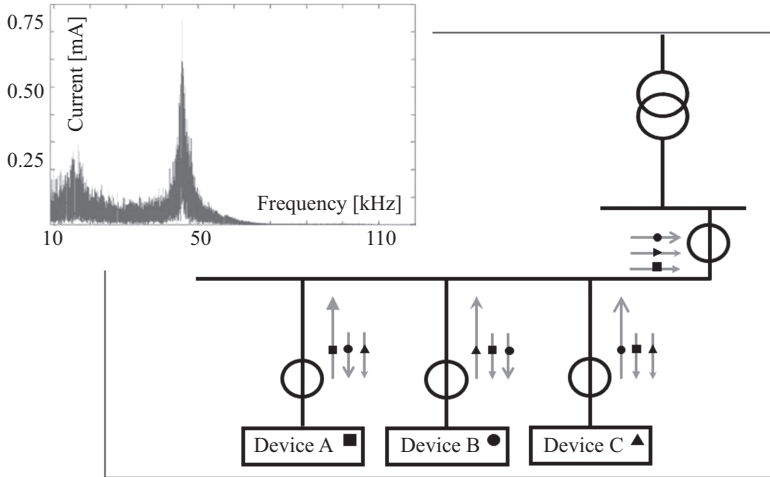 0.75
0.50
0.25
Current [mA]
Frequency [kHz]
10 50 110
Device A
Device B
Device C